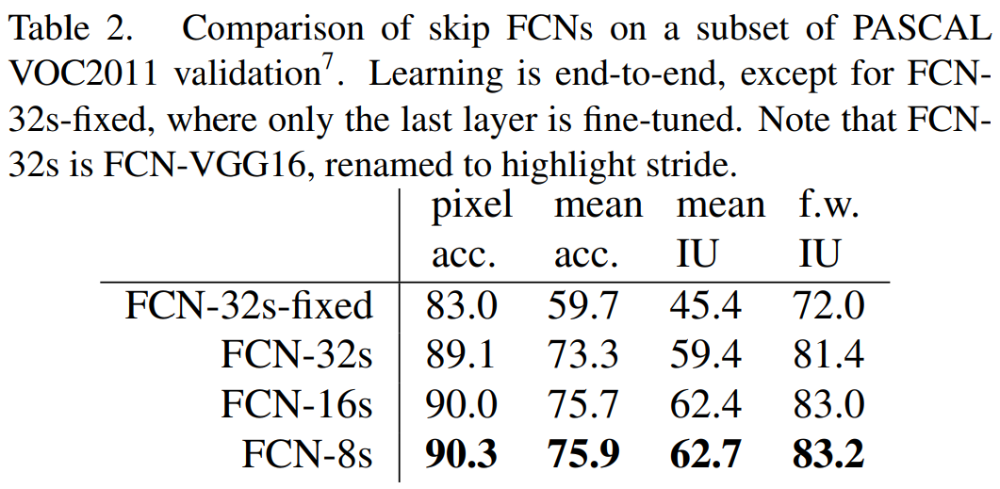 Table 2. Comparison of skip FCNs on a subset of PASCAL
VOC2011 validation7. Learning is end-to-end, except for FCN-
32s-fixed, where only the last layer is fine-tuned. Note that FCN-
32s is FCN-VGG16, renamed to highlight stride.
pixel mean mean f.w.
acc. acc. IU IU
FCN-32s-fixed 83.0 59.7 45.4 72.0
FCN-32s 89.1 73.3 59.4 81.4
FCN-16s 90.0 75.7 62.4 83.0
FCN-8s 90.3 75.9 62.7 83.2